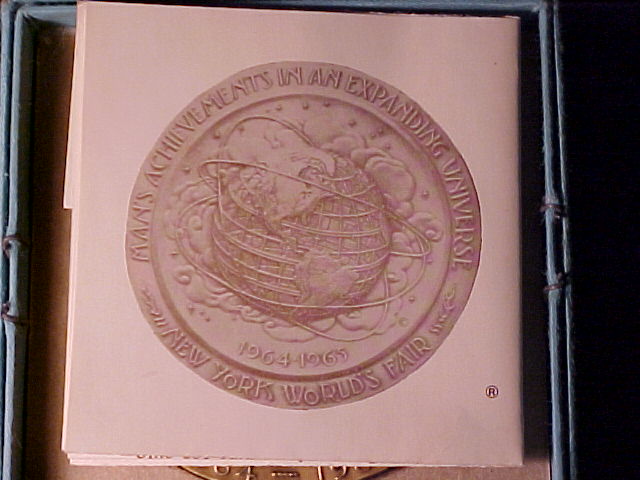 MAN'S ACHIEVEMENTS IN AN EXPANDING UNIVERSE
1964-1965
NEW YORK WORLD'S FAIR
®